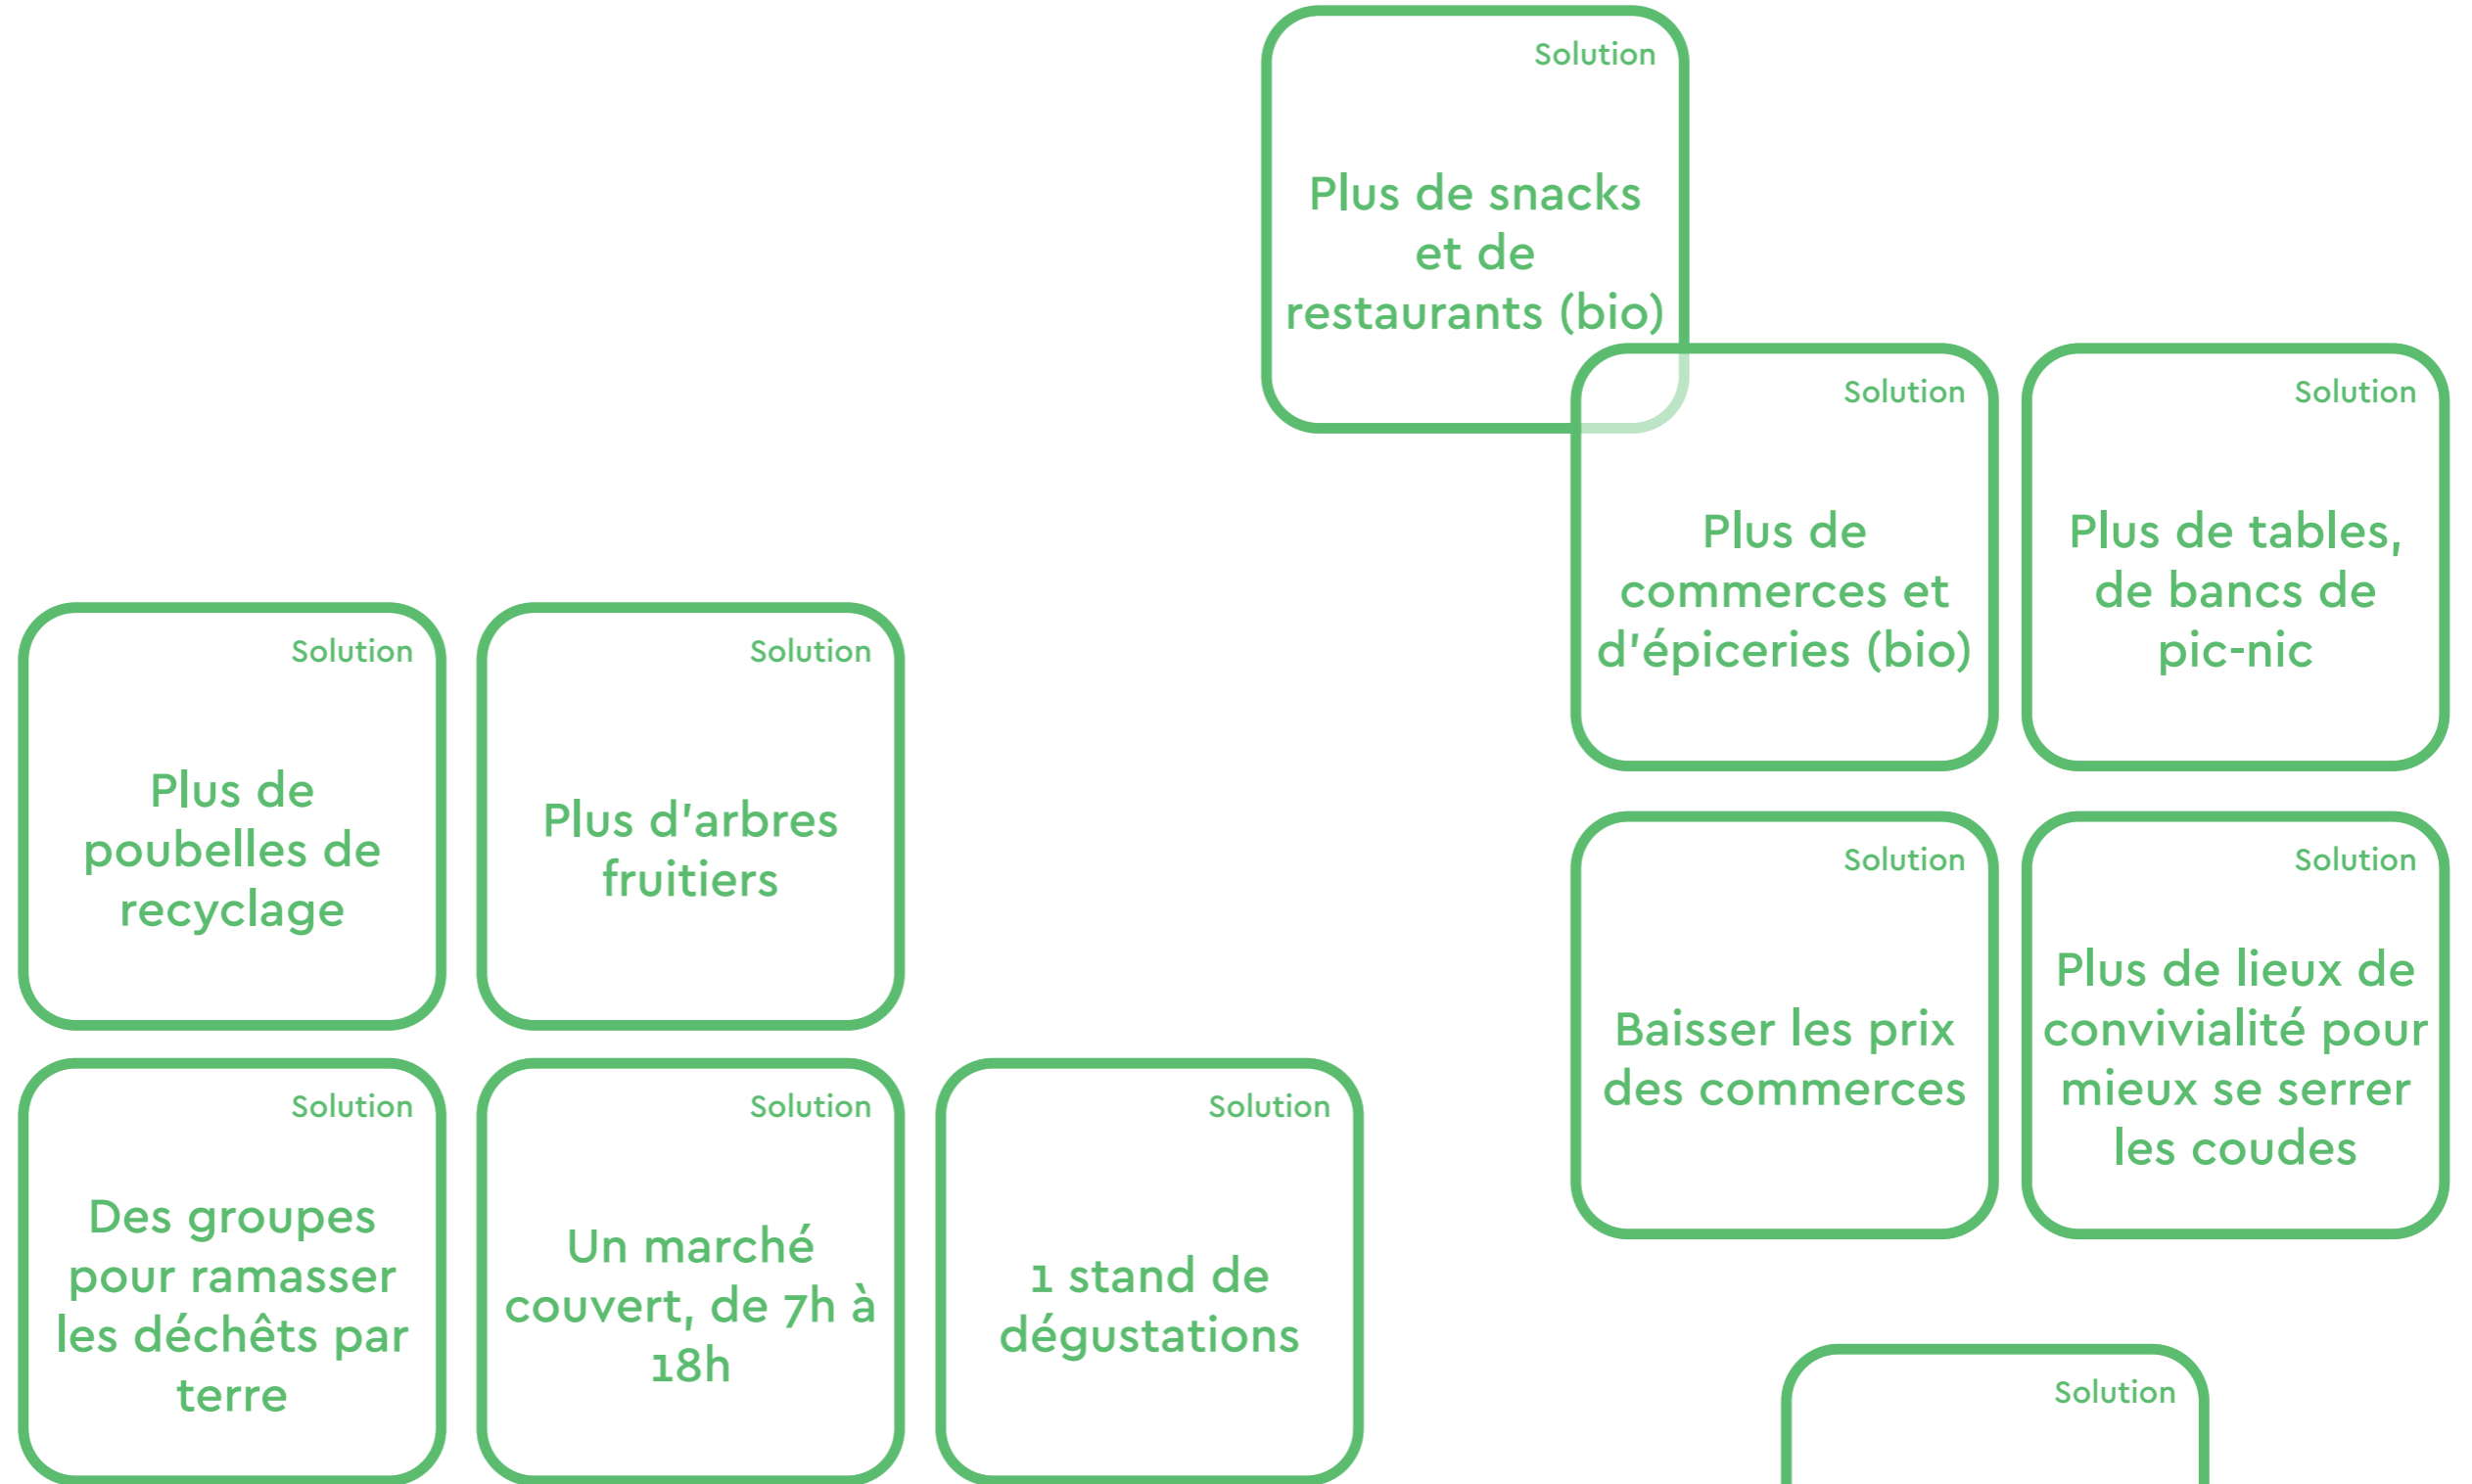 Solution
Plus de snacks
et de
restaurants (bio)
Solution
Plus de
commerces et
d'épiceries (bio)
Solution
Plus de tables,
de bancs de
pic-nic
Solution
Plus de
poubelles de
recyclage
Solution
Plus d'arbres
fruitiers
Solution
Baisser les prix
des commerces
Solution
Plus de lieux de
convivialité pour
mieux se serrer
les coudes
Solution
Des groupes
pour ramasser
les déchêts par
terre
Solution
Un marché
couvert, de 7h à
18h
Solution
1 stand de
dégustations
Solution